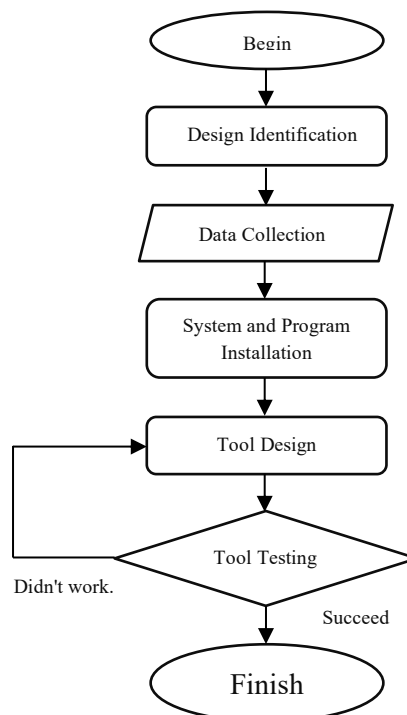 Begin
Design Identification
Data Collection
System and Program
Installation
Tool Design
Tool Testing
Didn't work.
Succeed
Finish